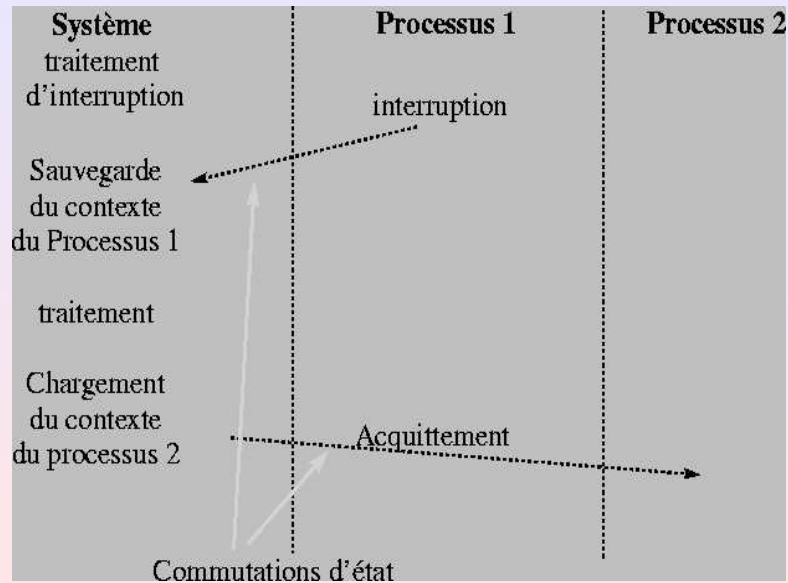 Système
Processus 1
Processus 2
traitement
d'interruption
interruption
Sauvegarde
du contexte
du Processus 1
traitement
Chargement
du contexte
du processus 2
Acquittement
Commutations d'état